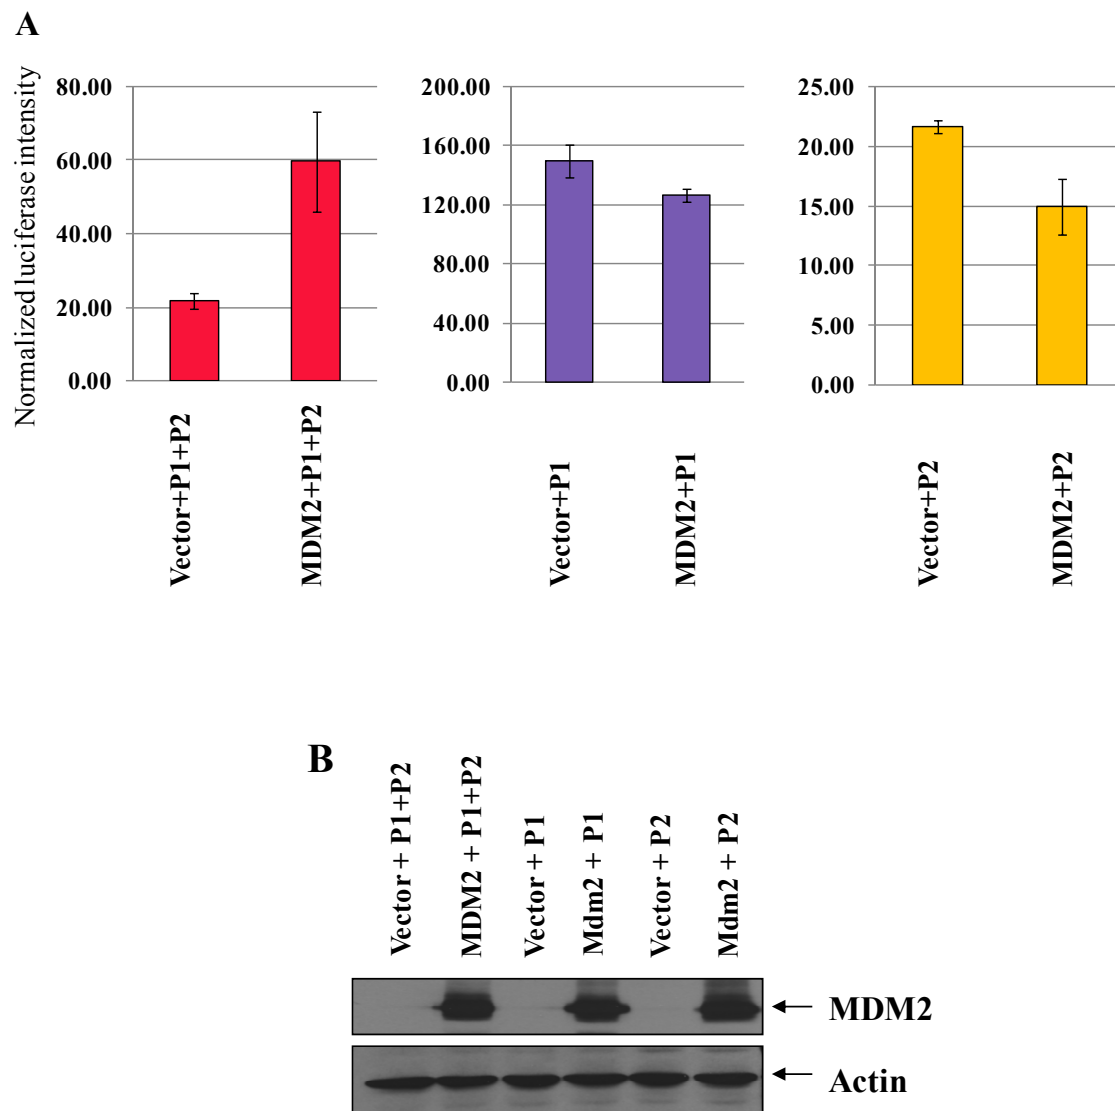 A
Normalized luciferase intensity
80.00
60.00
40.00
20.00
0.00
Vector+P1+P2
MDM2+P1+P2
200.00
160.00
120.00
80.00
40.00
0.00
Vector+P1
MDM2+P1
25.00
20.00
15.00
10.00
5.00
0.00
Vector+P2
MDM2+P2
B
Vector + P1+P2
MDM2 + P1+P2
Vector + P1
Mdm2 + P1
Vector + P2
Mdm2 + P2
MDM2
Actin